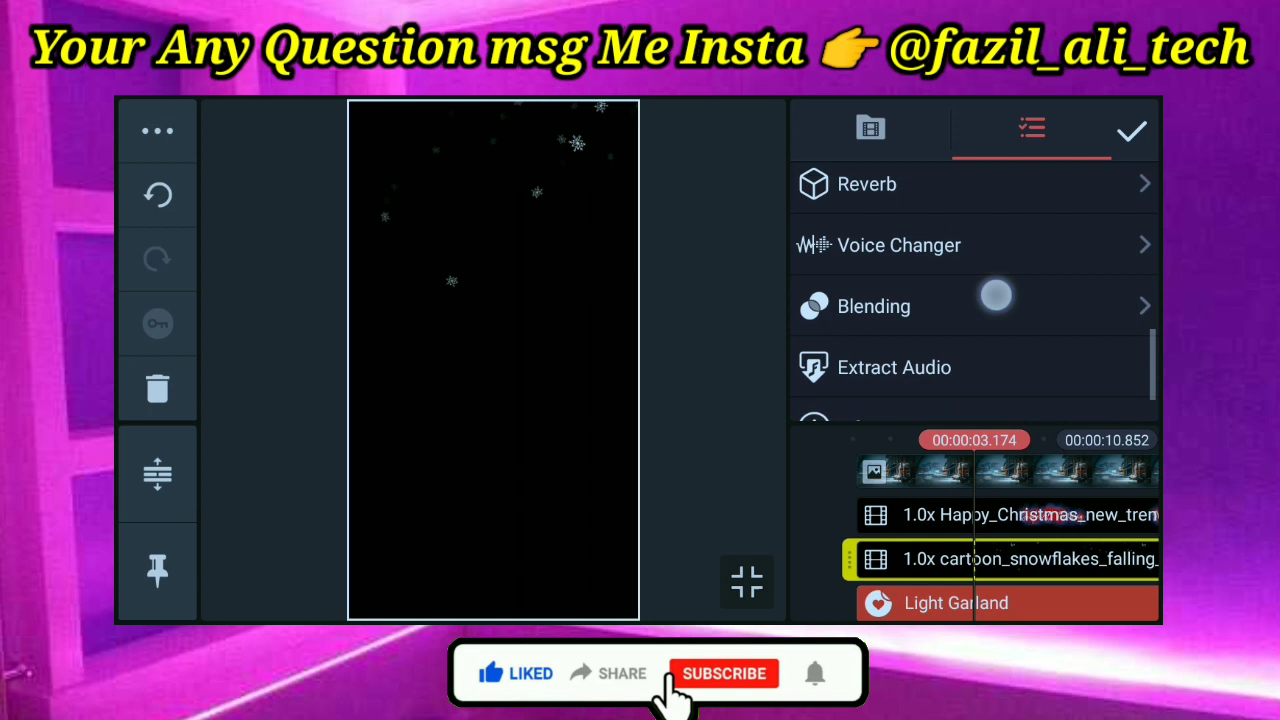 Your Any Question msg Me Insta 👉 @fazil_ali_tech
Reverb
Voice Changer
Blending
Extract Audio
00:00:03.174
00:00:10.852
1.0x Happy_Christmas_new_tren
1.0x cartoon_snowflakes_falling_
Light Garland
LIKED
SHARE
SUBSCRIBE